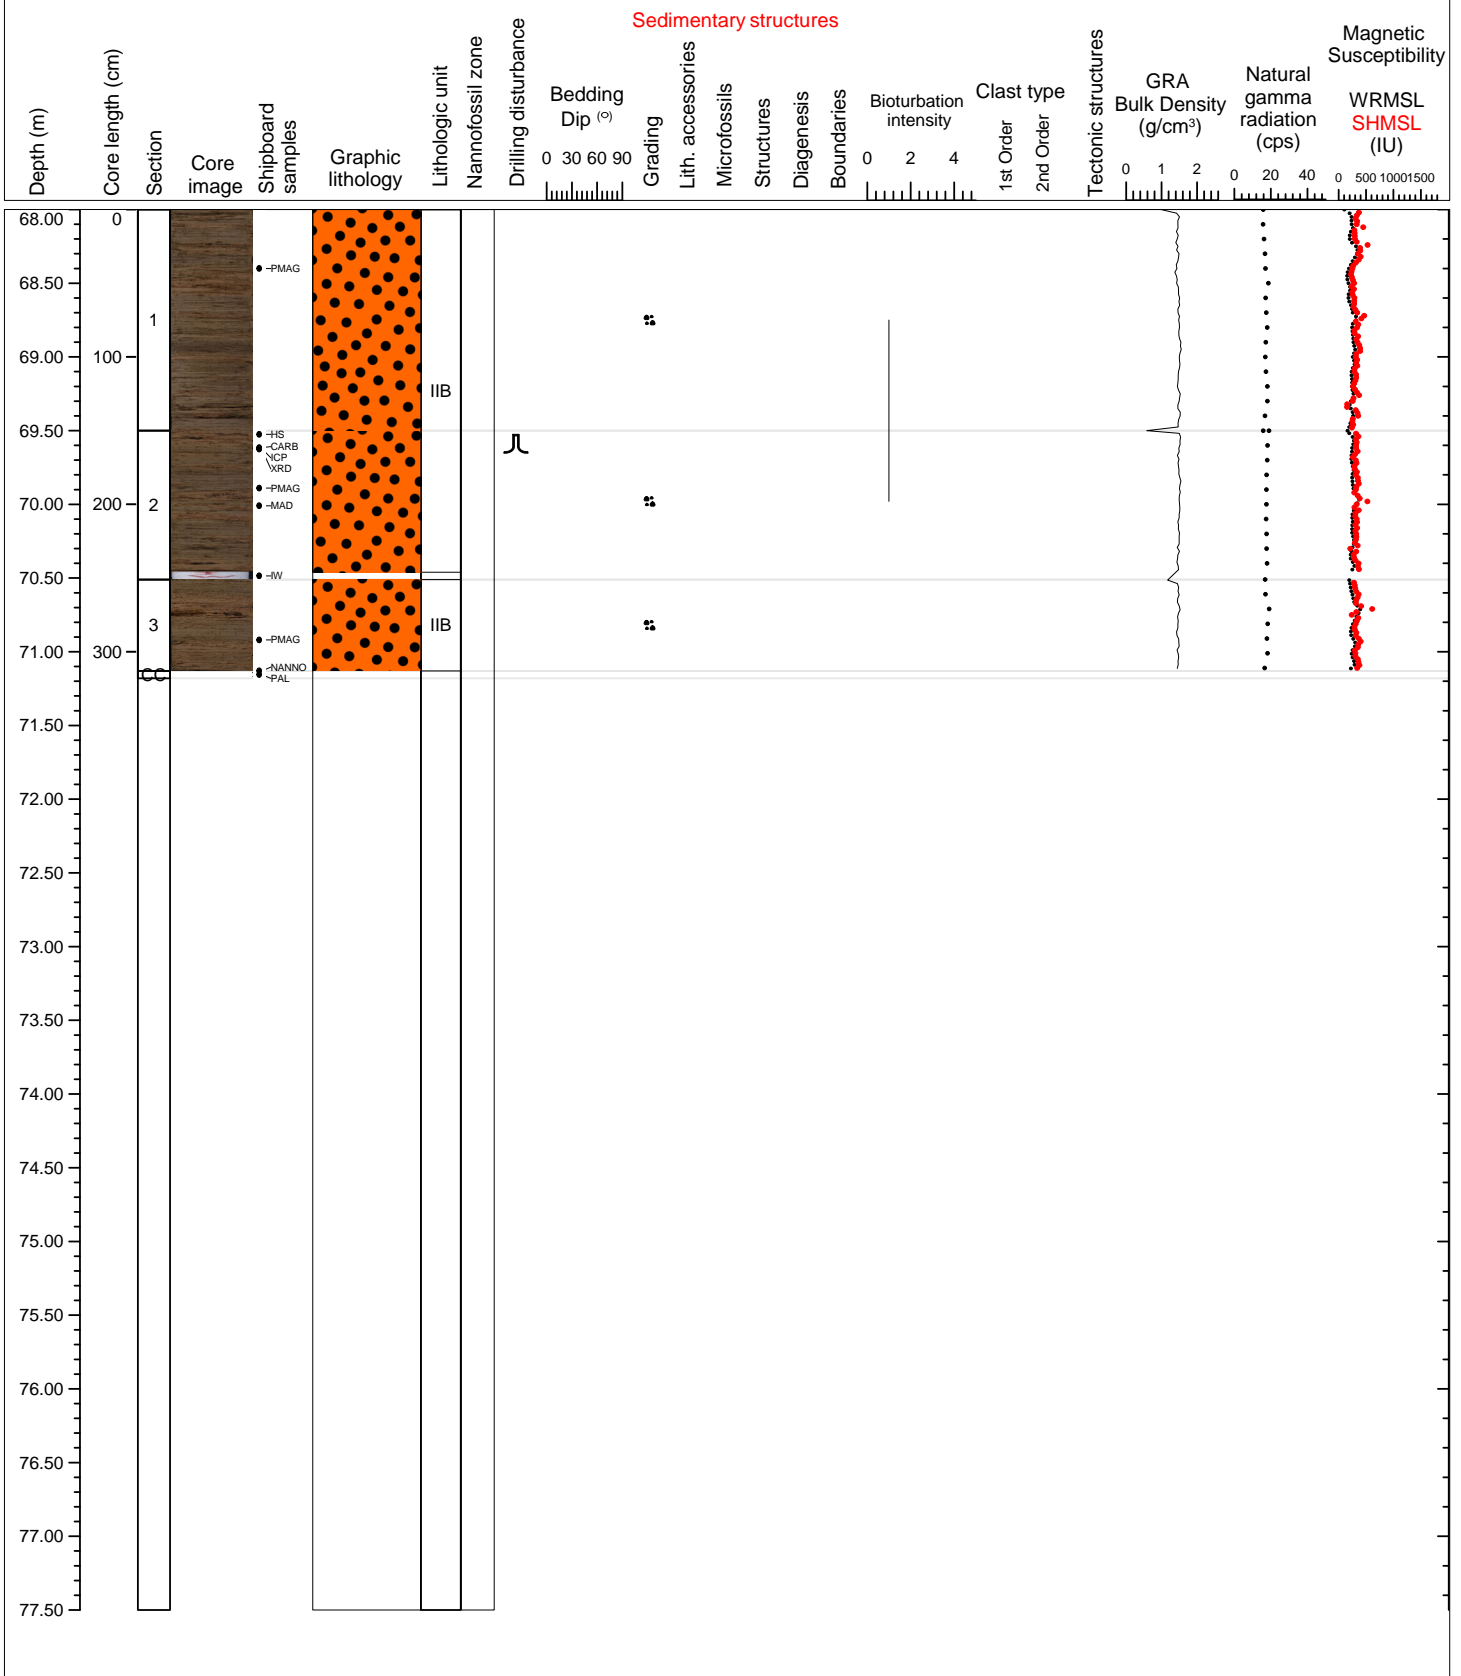 Sedimentary structures
Depth (m)
Core length (cm)
Section
Core
image
Shipboard
samples
Graphic
lithology
Lithologic unit
Nannofossil zone
Drilling disturbance
Bedding
Dip (o)
0 30 60 90
Grading
Lith. accessories
Microfossils
Structures
Diagenesis
Boundaries
Bioturbation
intensity
0 2 4
Clast type
1st Order
2nd Order
Tectonic structures
GRA
Bulk Density
(g/cm³)
0 1 2
Natural
gamma
radiation
(cps)
0 20 40
Magnetic
Susceptibility
WRMSL
SHMSL
(IU)
0 500 1000 1500
68.00 0
PMAG
68.50
1
69.00 100
IIB
69.50
HS
CARB
ICP
XRD
PMAG
70.00 200 2 MAD
70.50 IW
3 IIB
PMAG
71.00 300
NANNO
CC PAL
71.50
72.00
72.50
73.00
73.50
74.00
74.50
75.00
75.50
76.00
76.50
77.00
77.50